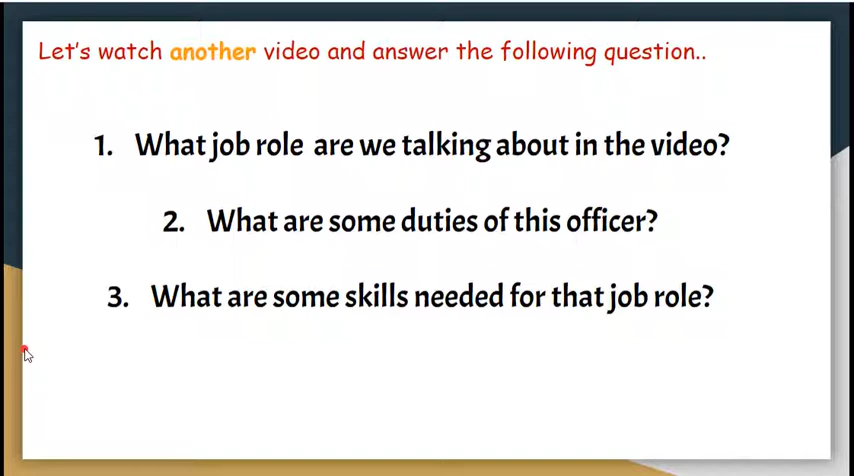 Let's watch another video and answer the following question..
1. What job role are we talking about in the video?
2. What are some duties of this officer?
3. What are some skills needed for that job role?